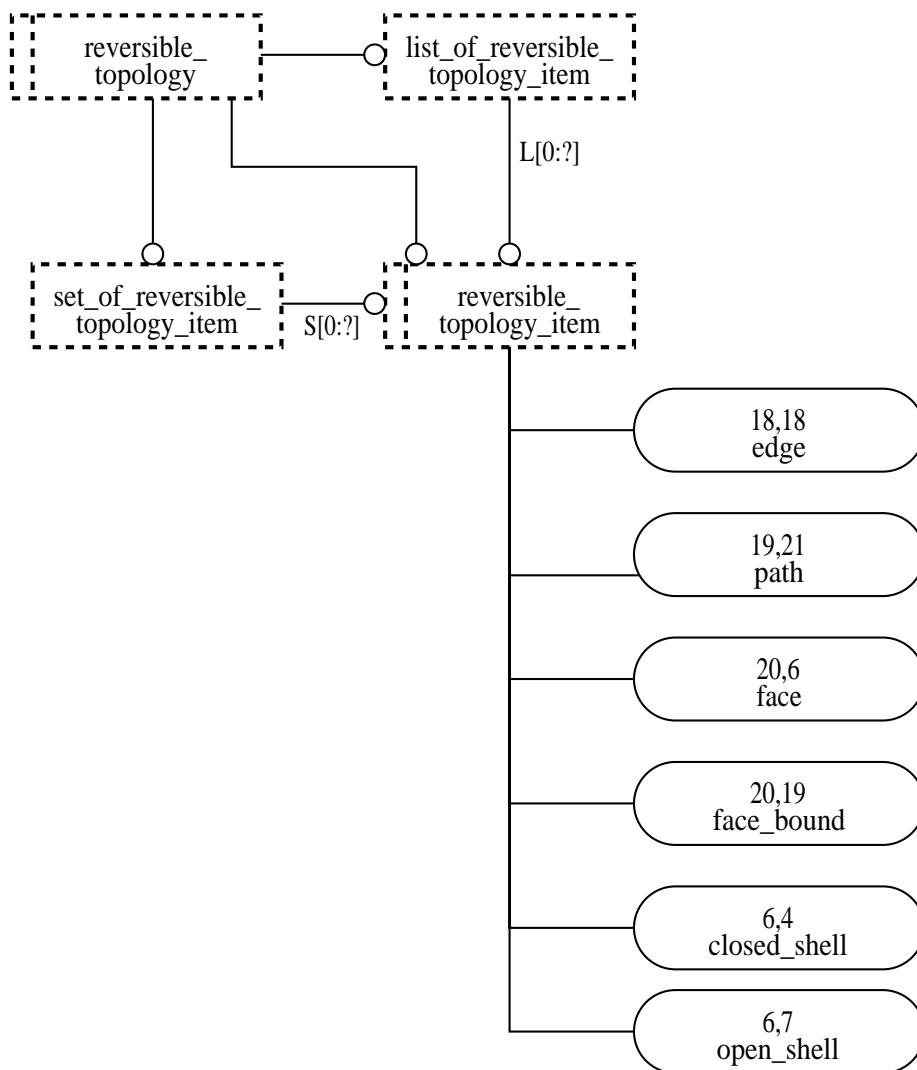 reversible_
topology
list_of_reversible_
topology_item
L[0:?]
set_of_reversible_
topology_item
S[0:?]
reversible_
topology_item
18,18
edge
19,21
path
20,6
face
20,19
face_bound
6,4
closed_shell
6,7
open_shell